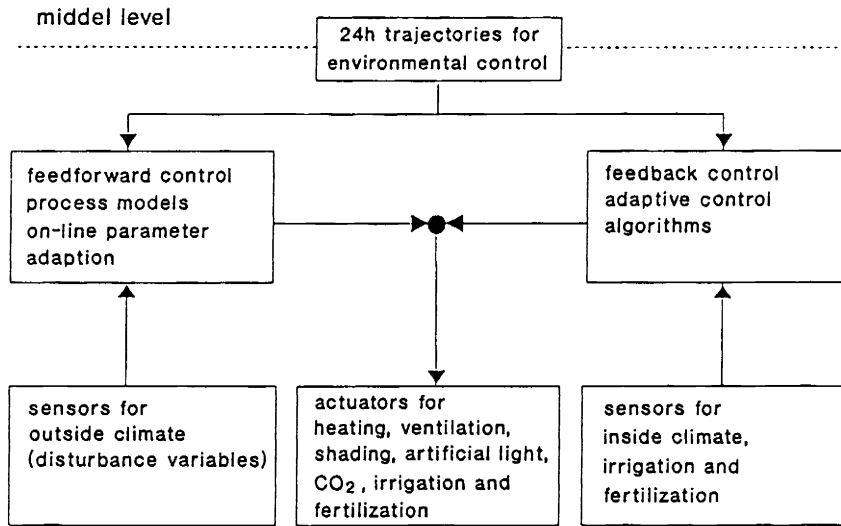 middel level
24h trajectories for
environmental control
feedforward control
process models
on-line parameter
adaption
feedback control
adaptive control
algorithms
sensors for
outside climate
(disturbance variables)
actuators for
heating, ventilation,
shading, artificial light,
CO₂, irrigation and
fertilization
sensors for
inside climate,
irrigation and
fertilization